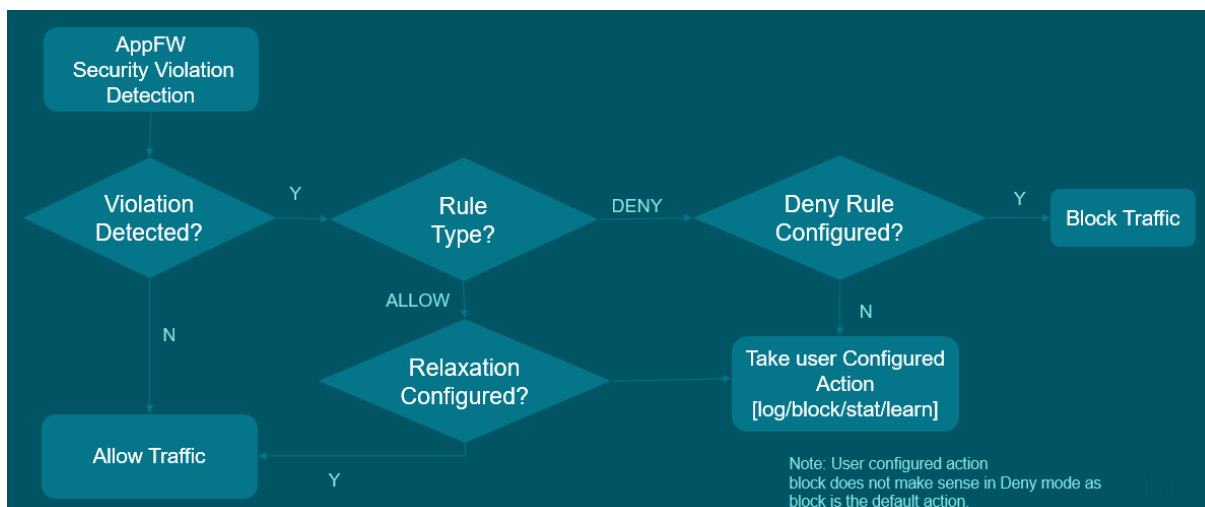 AppFW
Security Violation
Detection
Violation
Detected?
Y
Rule
Type?
DENY
Deny Rule
Configured?
Y
Block Traffic
ALLOW
N
N
Relaxation
Configured?
Take user Configured
Action
[log/block/stat/learn]
Allow Traffic
Y
Note: User configured action
block does not make sense in Deny mode as
block is the default action.